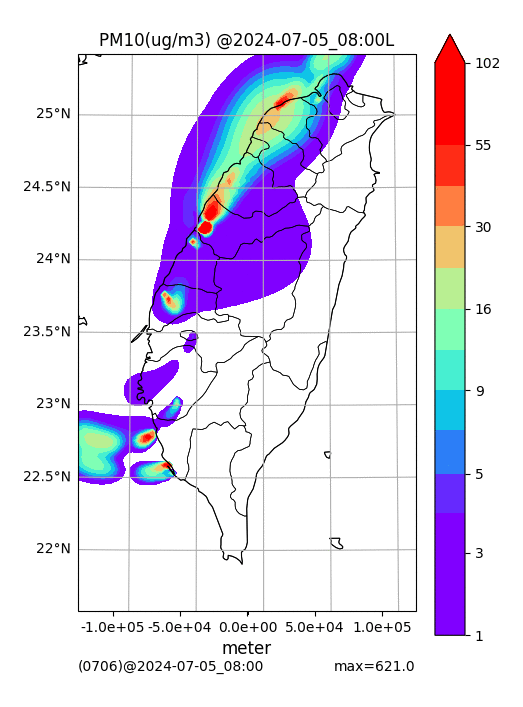 PM10(ug/m3) @2024-07-05_08:00L
102
55
30
16
9
5
3
1
25°N
24.5°N
24°N
23.5°N
23°N
22.5°N
22°N
-1.0e+05 -5.0e+04 0.0e+00 5.0e+04 1.0e+05
meter
(0706)@2024-07-05_08:00 max=621.0